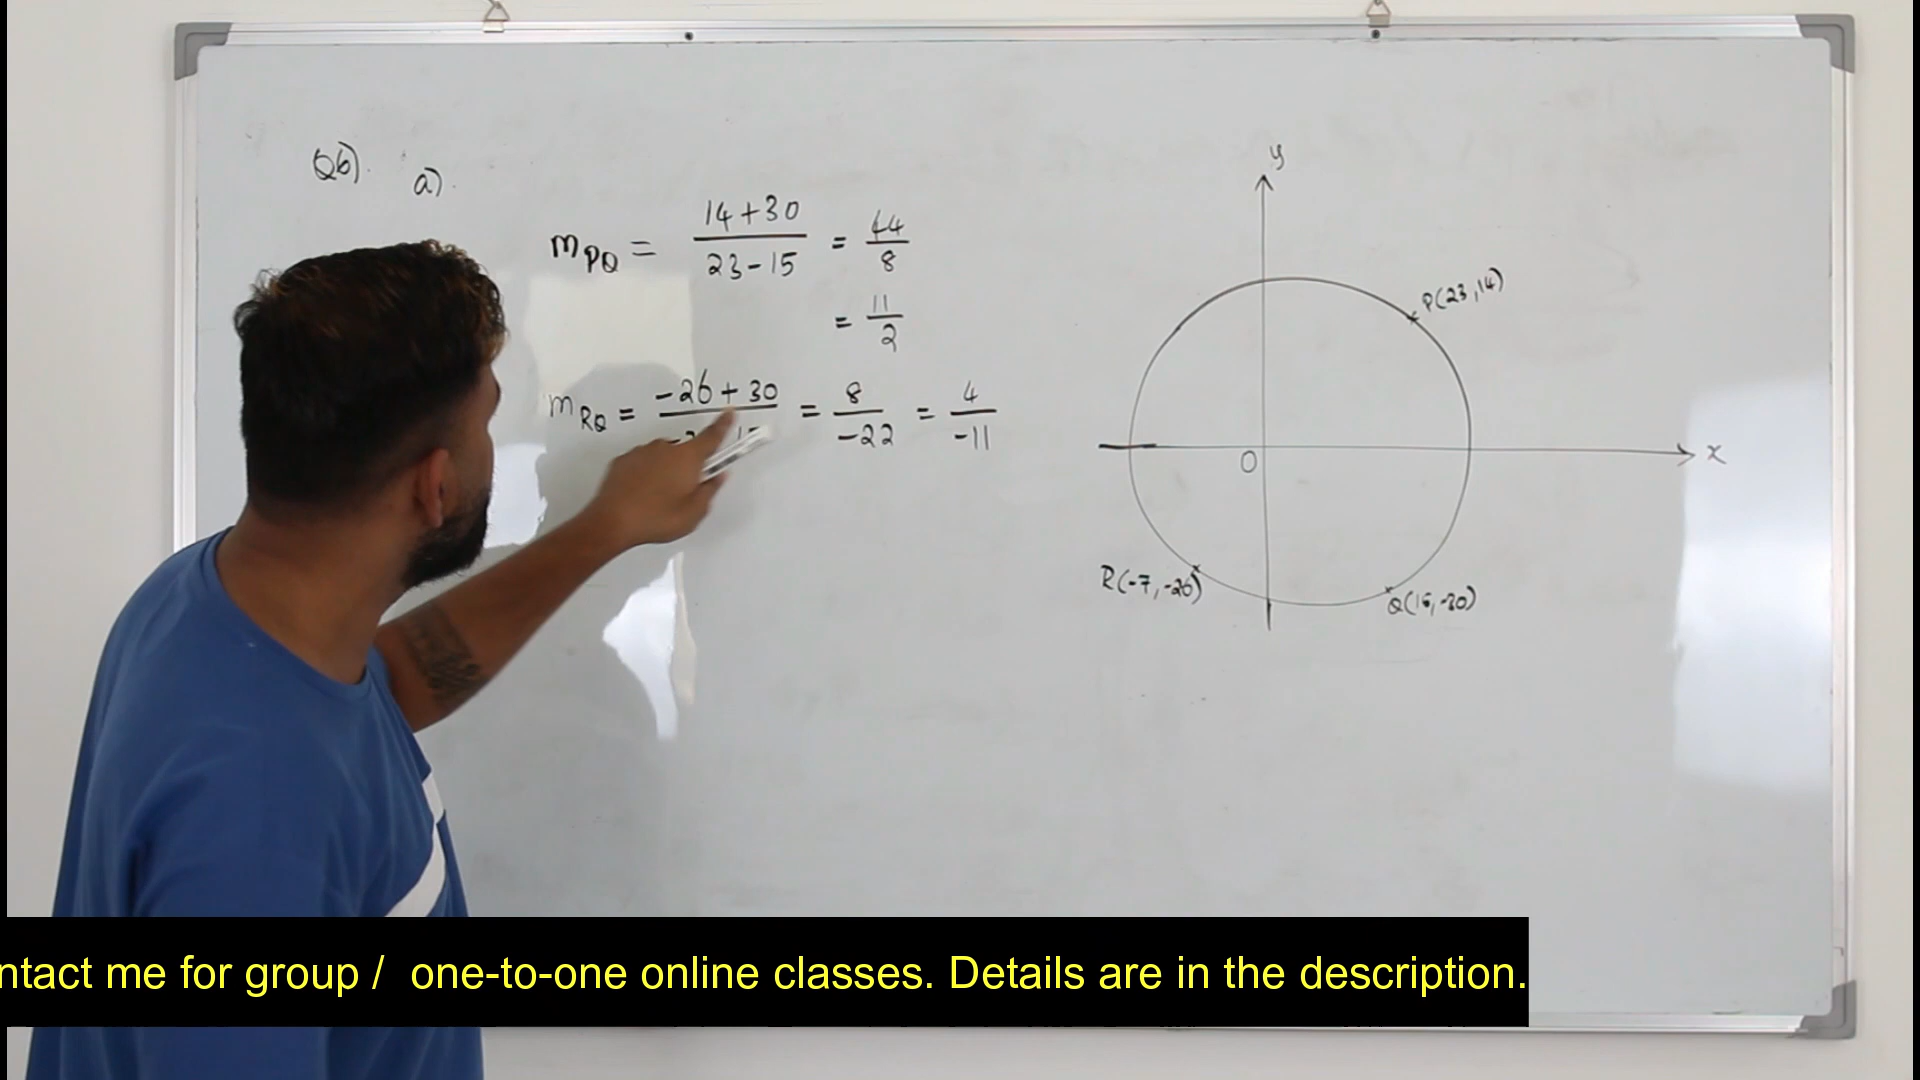 Q6). a).
m_PQ = (14+30)/(23-15) = 44/8
= 11/2
m_RQ = (-26+30)/ = 8/-22 = 4/-11
y
P(23,14)
O
x
R(-7,-26)
Q(15,-30)
ntact me for group / one-to-one online classes. Details are in the description.